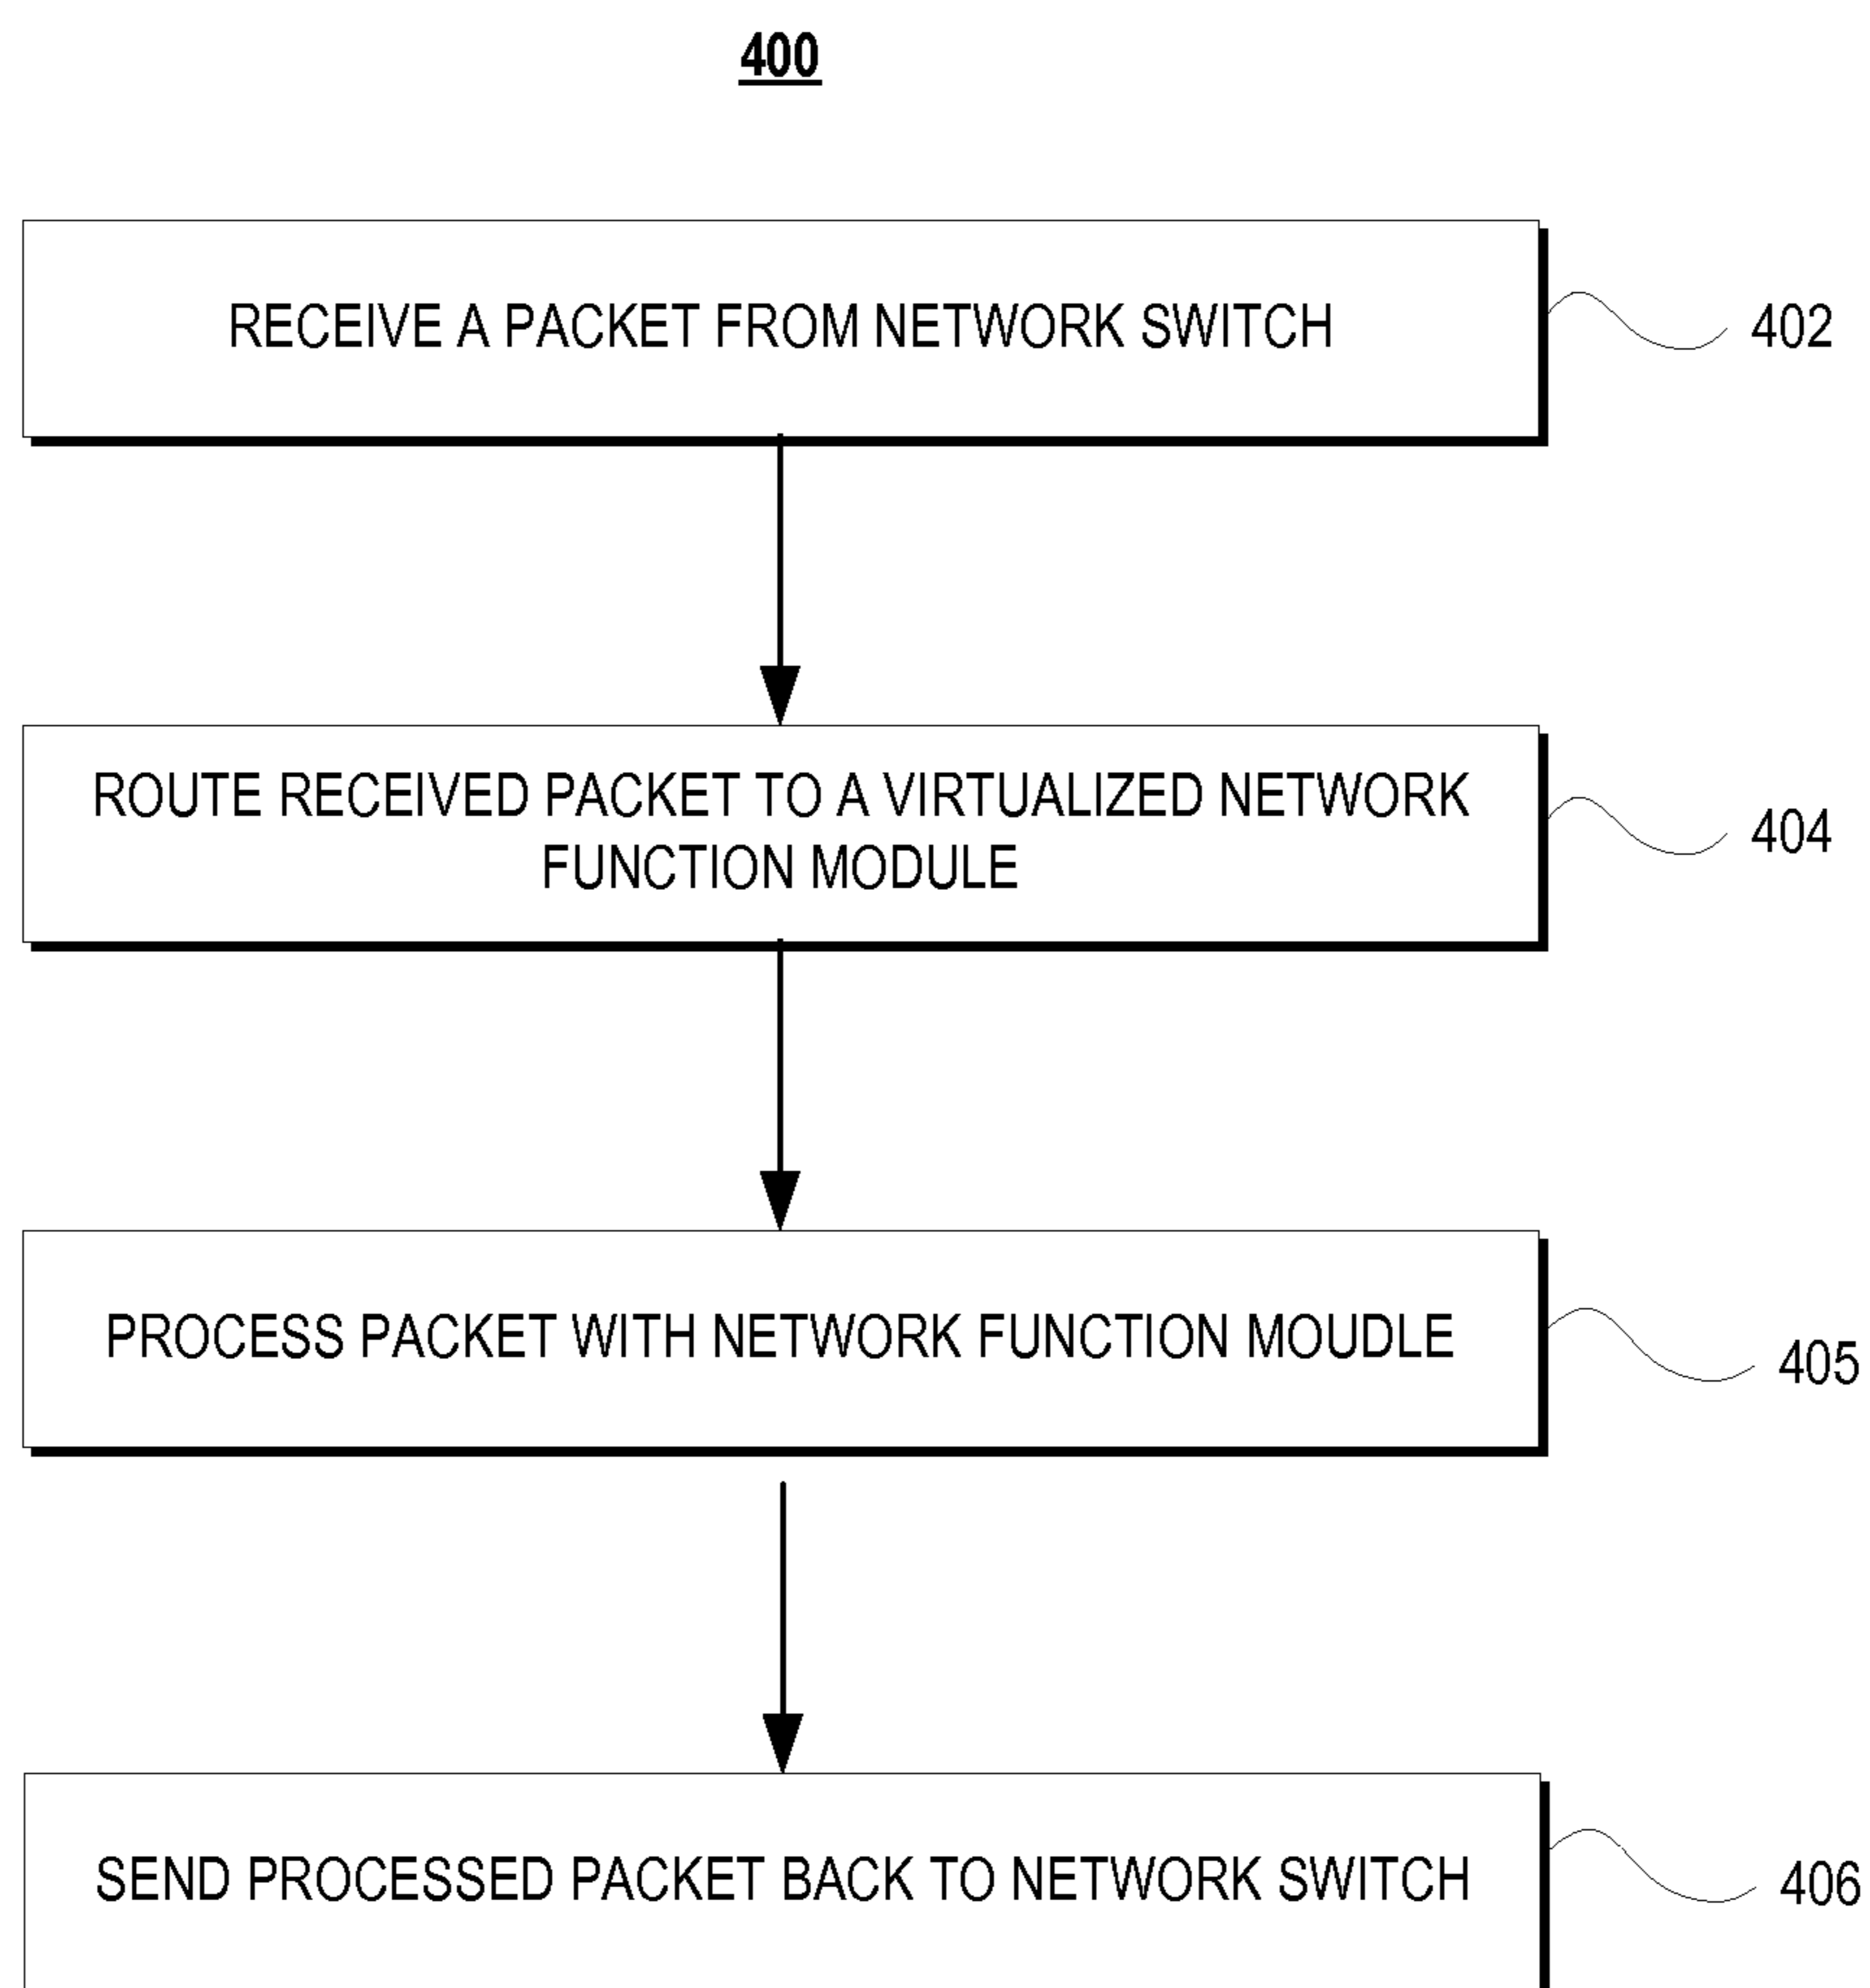 400
RECEIVE A PACKET FROM NETWORK SWITCH
402
ROUTE RECEIVED PACKET TO A VIRTUALIZED NETWORK
FUNCTION MODULE
404
PROCESS PACKET WITH NETWORK FUNCTION MOUDLE
405
SEND PROCESSED PACKET BACK TO NETWORK SWITCH
406